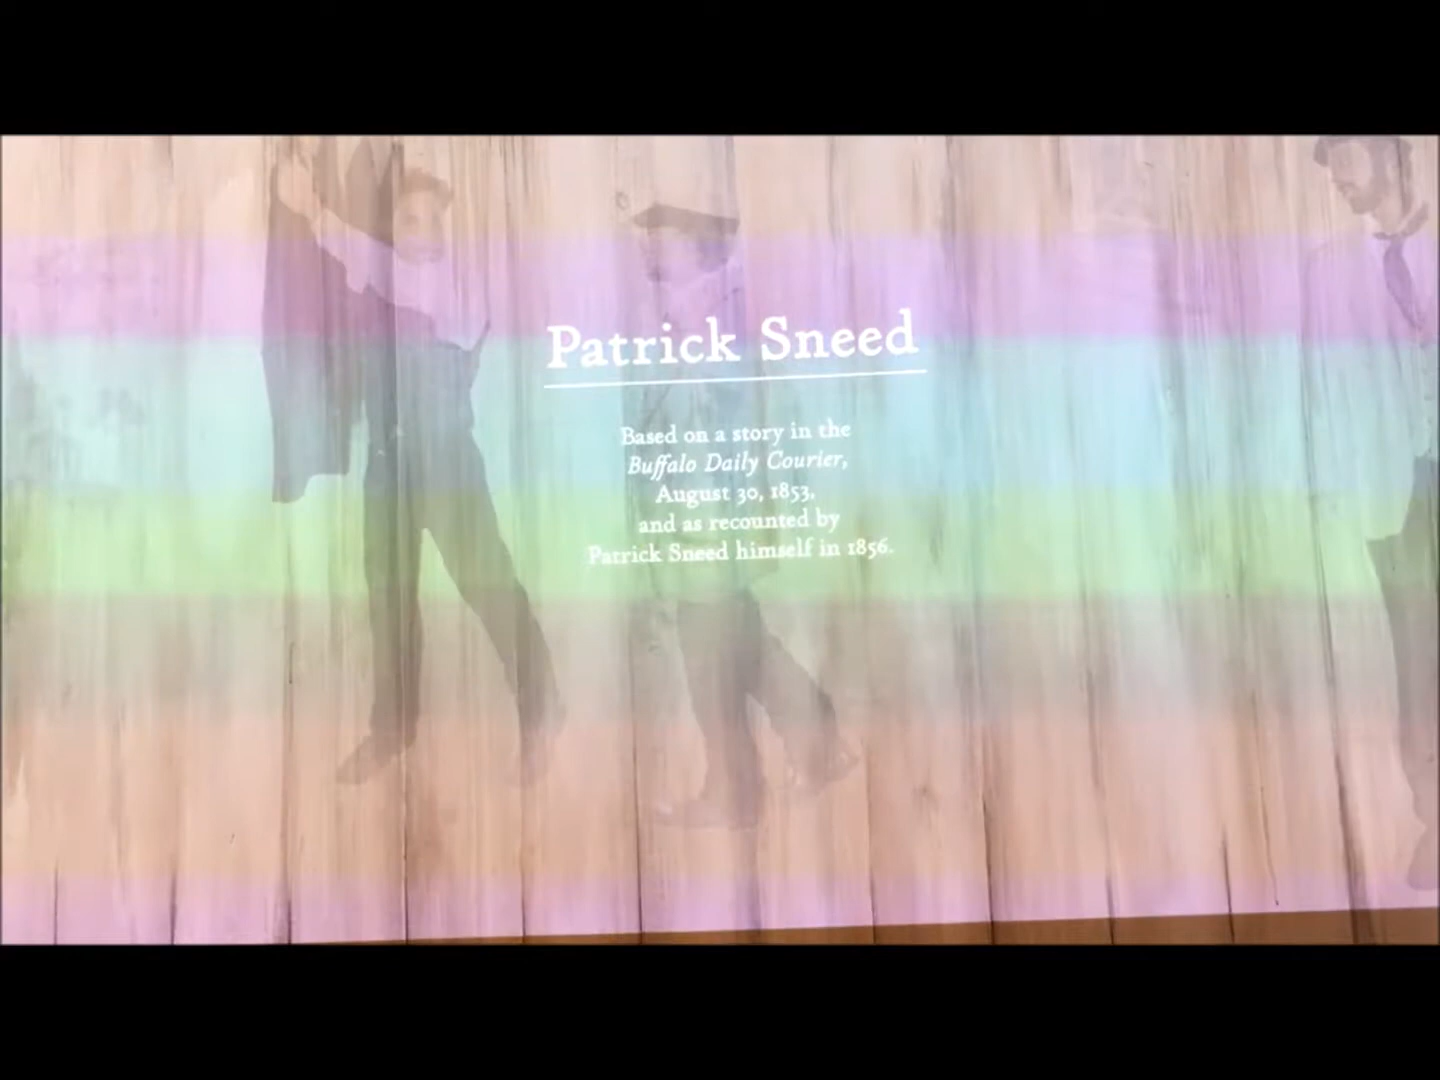 Patrick Sneed
Based on a story in the
Buffalo Daily Courier,
August 30, 1853,
and as recounted by
Patrick Sneed himself in 1856.